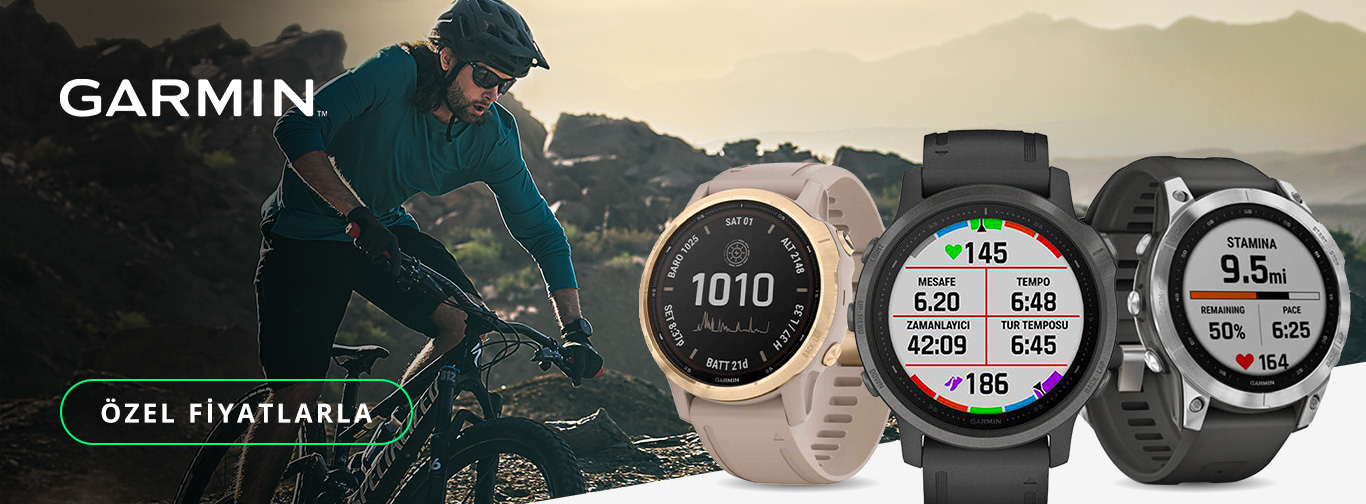 GARMIN™
ÖZEL FİYATLARLA
SAT 01
BARO 1025
ALT 2148
1010
SET 8:37p
H 37 / L 33
BATT 21d
GARMIN
145
MESAFE
6.20
TEMPO
6:48
ZAMANLAYICI
42:09
TUR TEMPOSU
6:45
186
GARMIN
STAMINA
9.5mi
REMAINING
50%
PACE
6:25
164
GARMIN